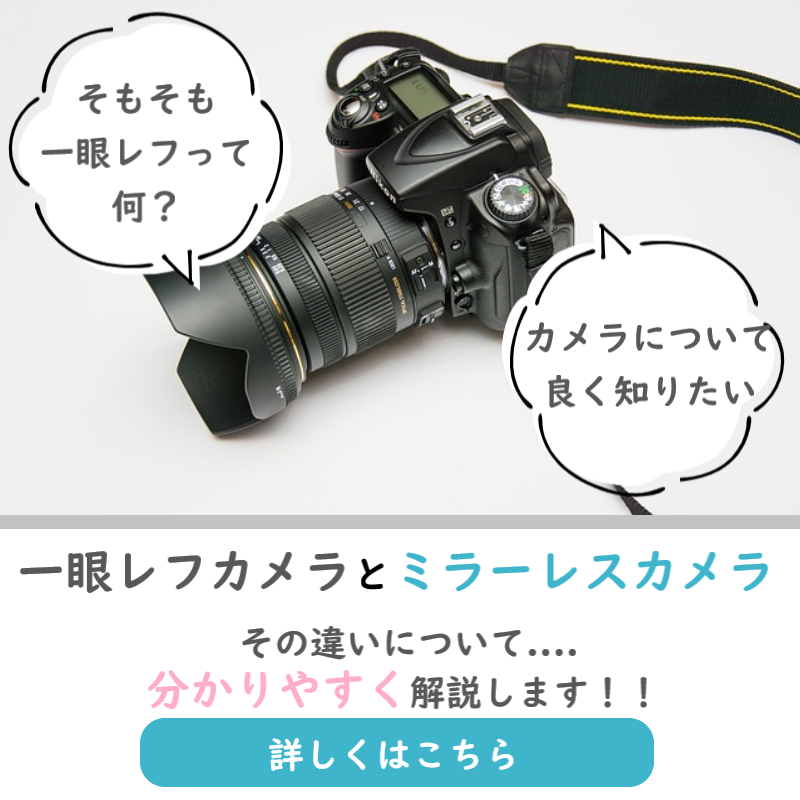 そもそも
一眼レフって
何？
Nikon
カメラについて
良く知りたい
一眼レフカメラとミラーレスカメラ
その違いについて....
分かりやすく解説します！！
詳しくはこちら